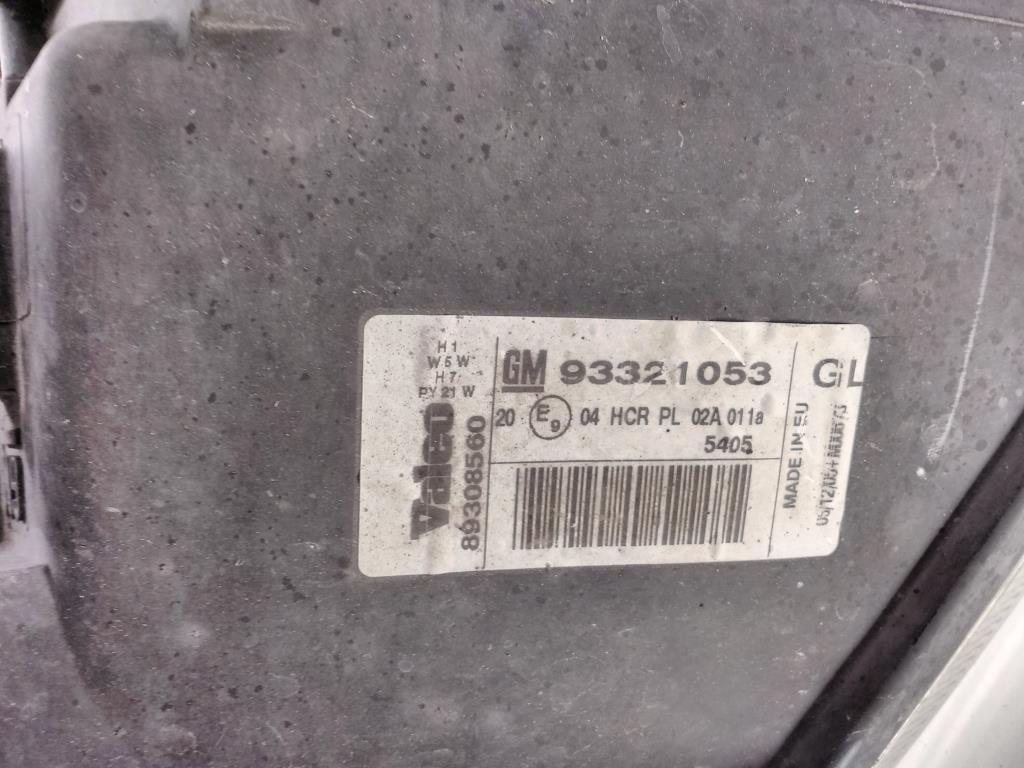 H1
W5W
H7
PY21W
Valeo
89308560
GM 93321053
20 E9 04 HCR PL 02A 011a
5405
GL
MADE IN EU